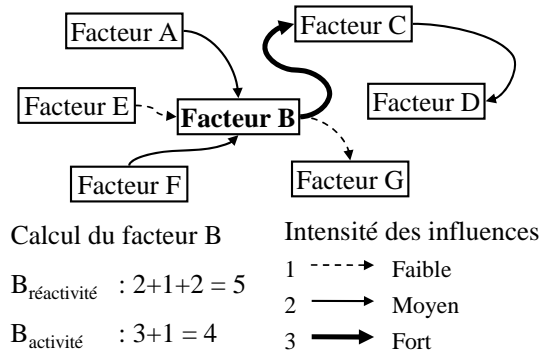 Facteur A
Facteur C
Facteur E
Facteur B
Facteur D
Facteur F
Facteur G
Calcul du facteur B
B réactivité : 2+1+2 = 5
B activité : 3+1 = 4
Intensité des influences
1 Faible
2 Moyen
3 Fort